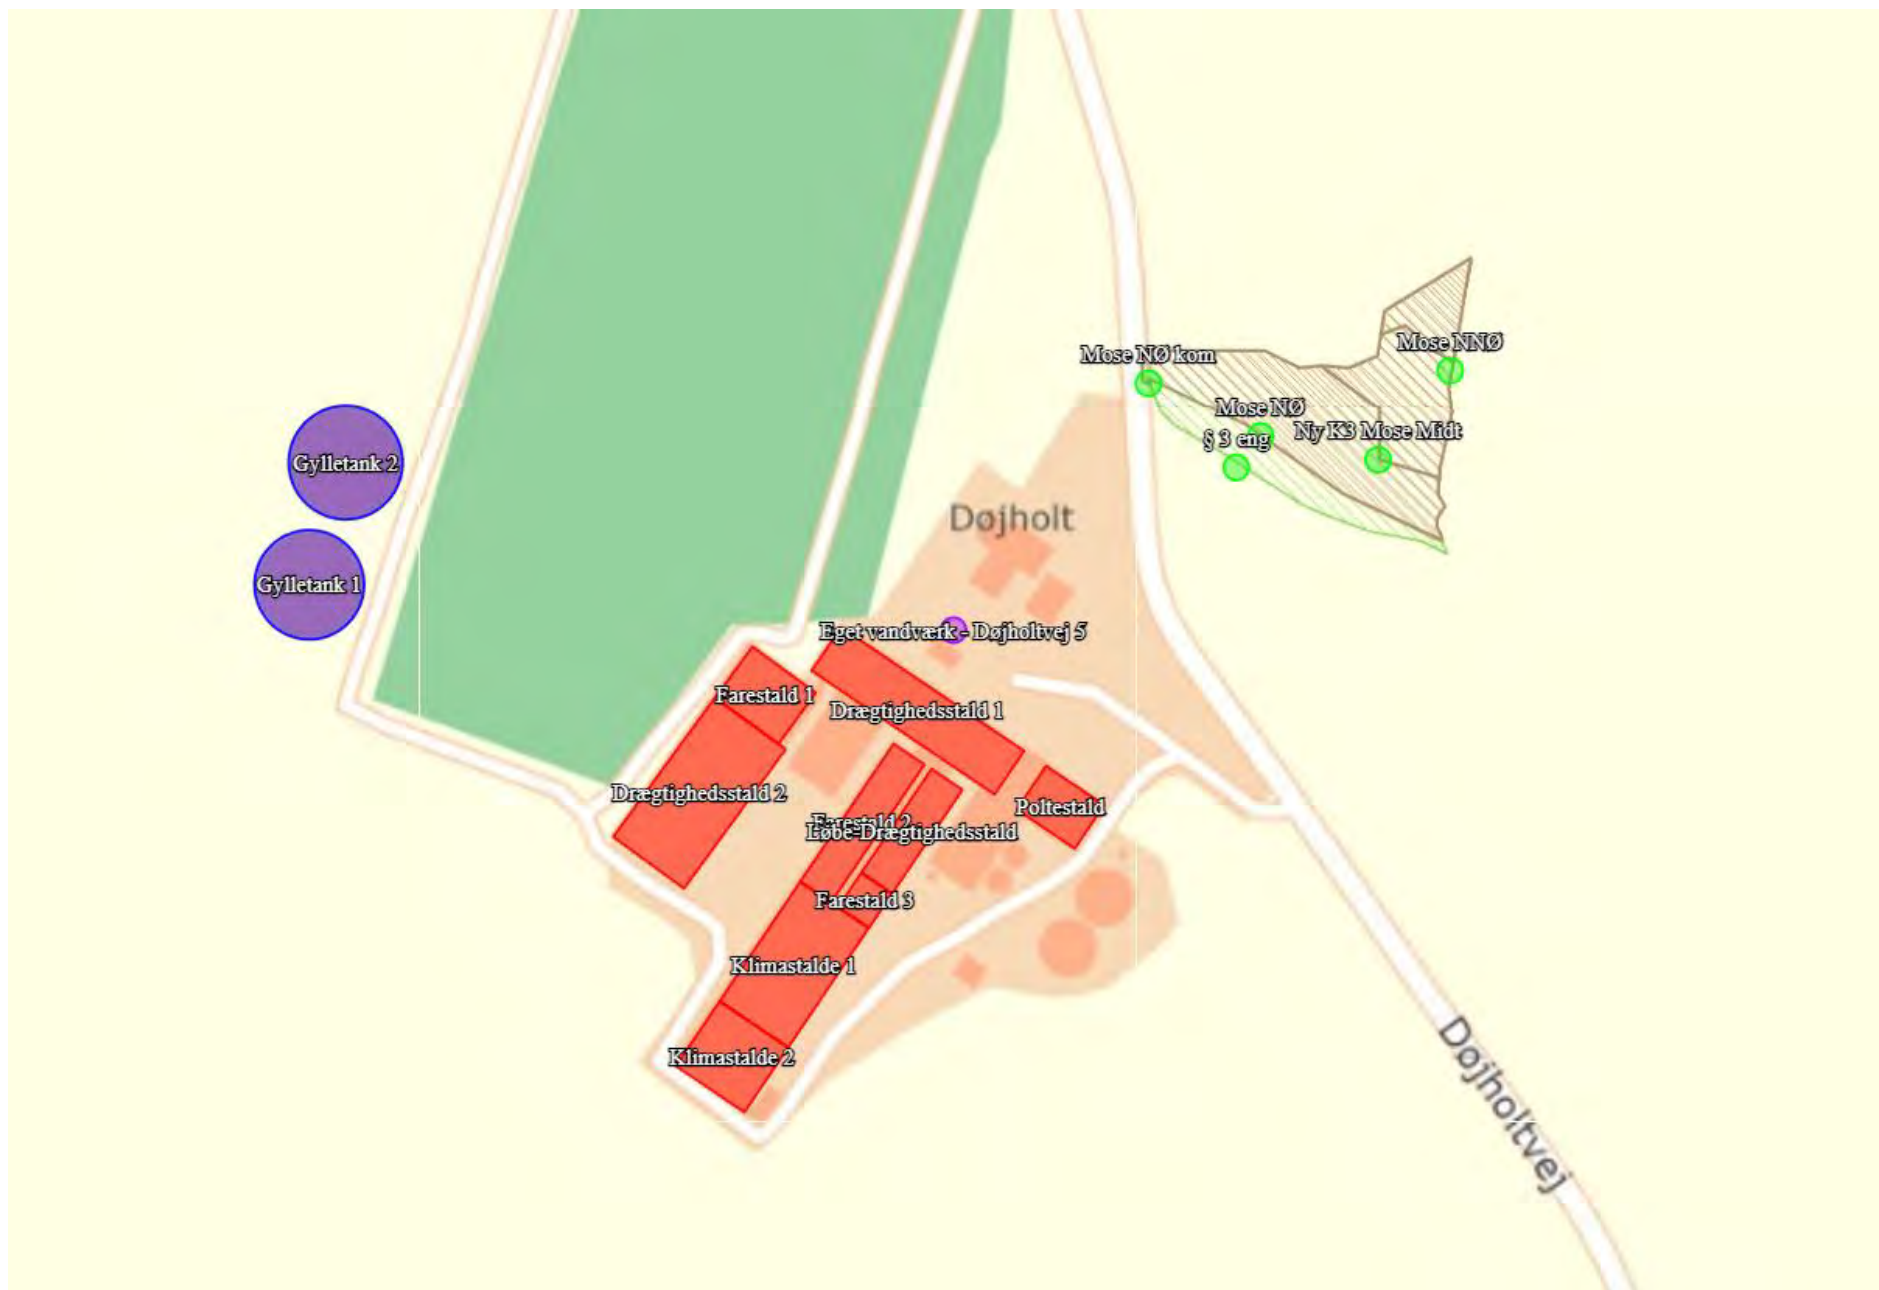 Mose NNØ
Mose NØ kom
Mose NØ
Ny K3 Mose Midt
§ 3 eng
Gylletank 2
Døjholt
Gylletank 1
Eget vandværk - Døjholtvej 5
Farestald 1
Drægtighedsstald 1
Drægtighedsstald 2
Poltestald
Farestald 2
Løbe-Drægtighedsstald
Farestald 3
Klimastalde 1
Klimastalde 2
Døjholtvej